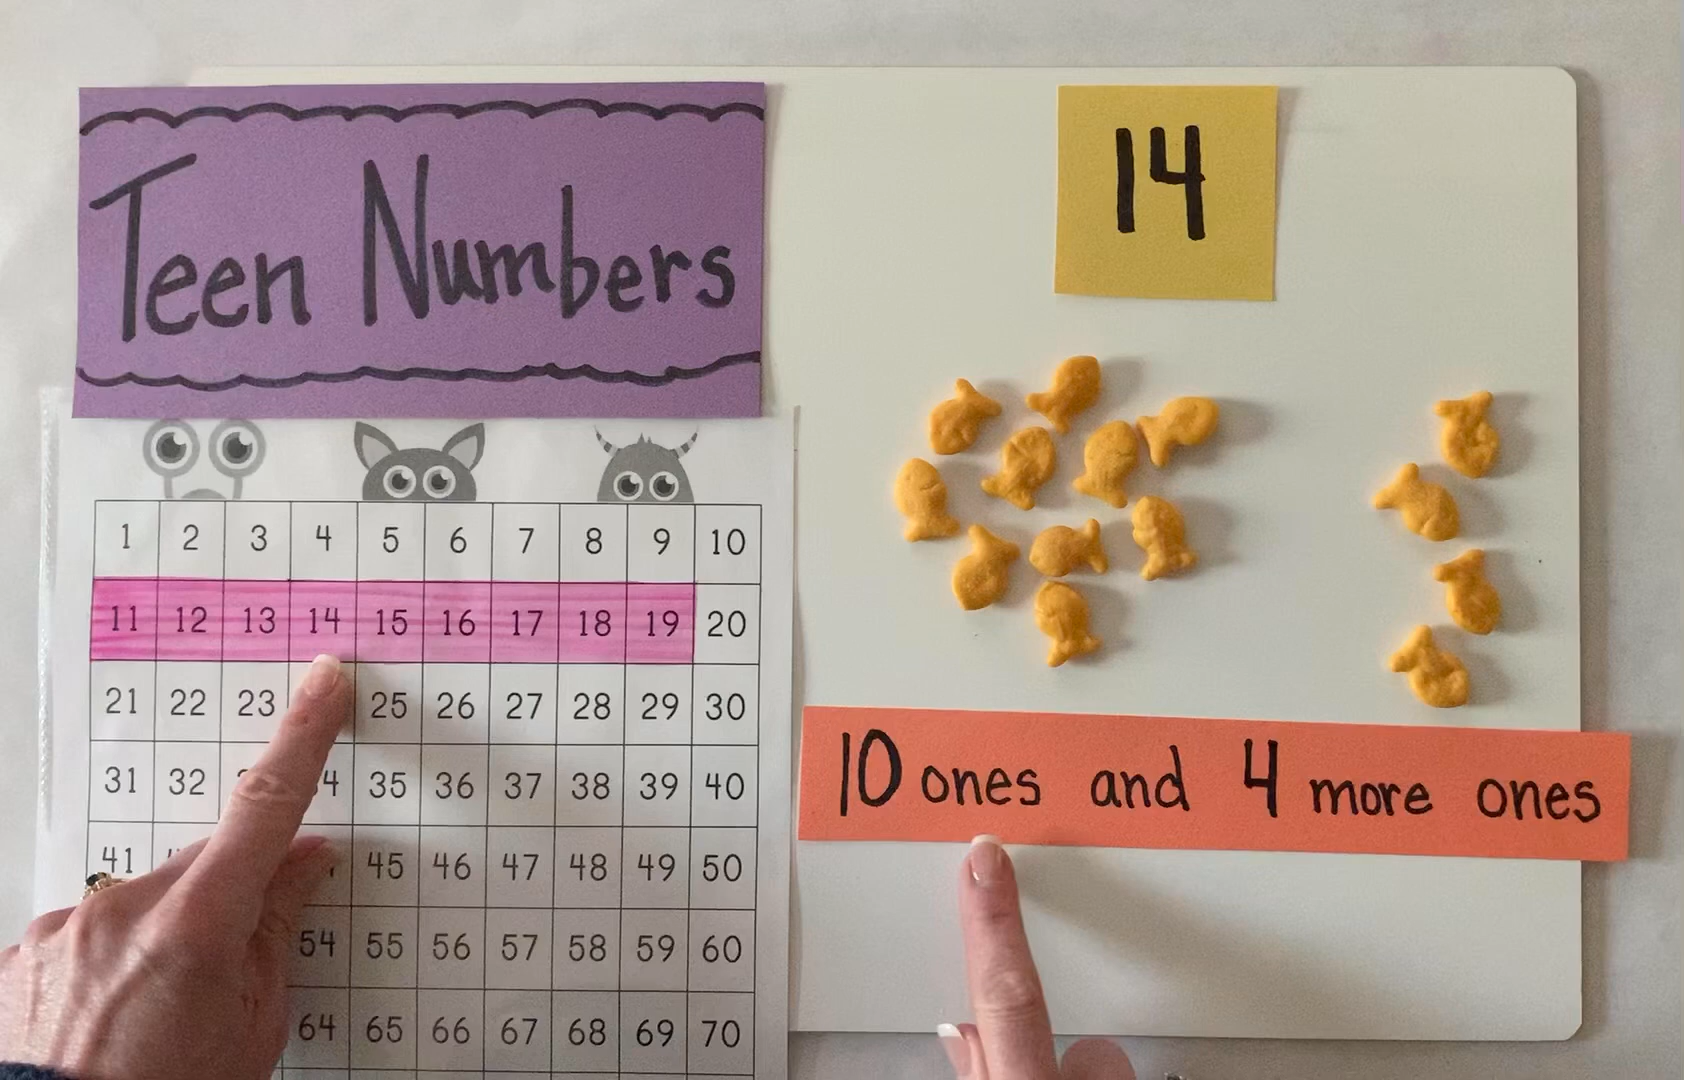 Teen Numbers
14
1 2 3 4 5 6 7 8 9 10
11 12 13 14 15 16 17 18 19 20
21 22 23 25 26 27 28 29 30
31 32 35 36 37 38 39 40
41 45 46 47 48 49 50
54 55 56 57 58 59 60
64 65 66 67 68 69 70
10 ones and 4 more ones